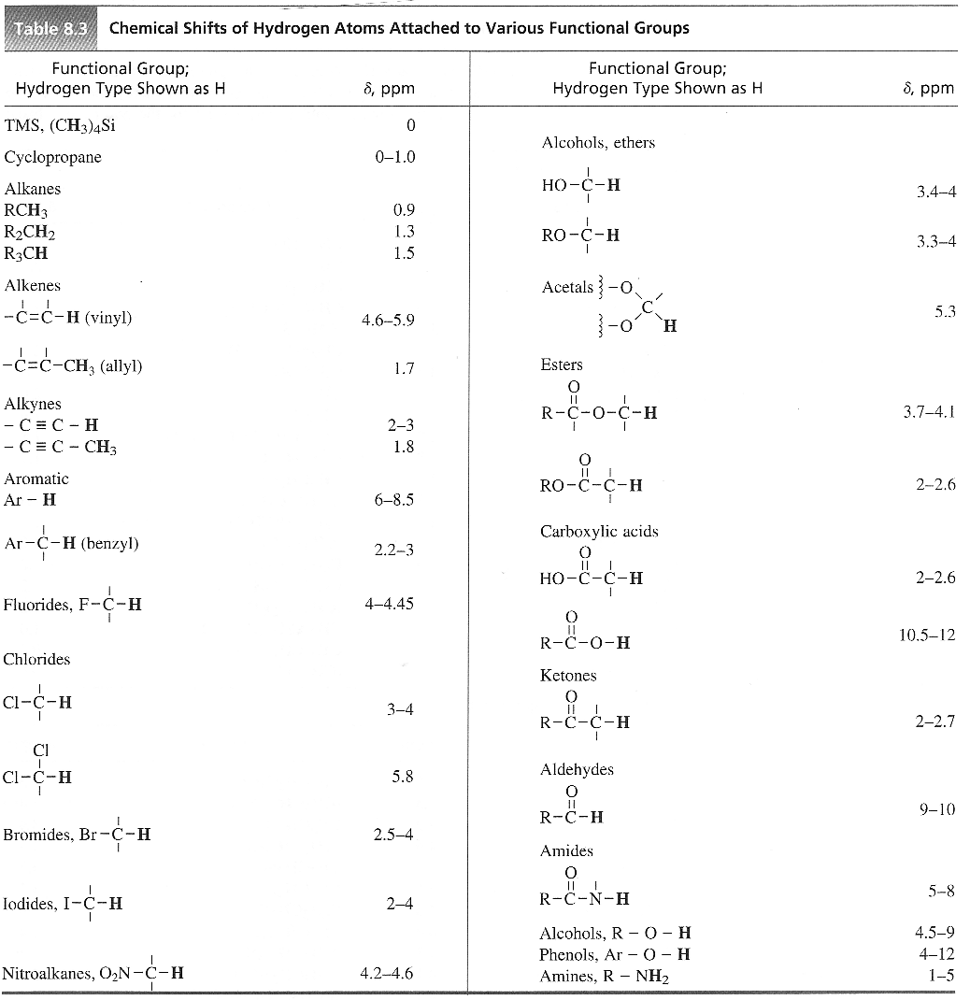 Table 8.3 Chemical Shifts of Hydrogen Atoms Attached to Various Functional Groups
Functional Group;
Hydrogen Type Shown as H δ, ppm
TMS, (CH3)4Si 0
Cyclopropane 0–1.0
Alkanes
RCH3 0.9
R2CH2 1.3
R3CH 1.5
Alkenes
–C=C–H (vinyl) 4.6–5.9
–C=C–CH3 (allyl) 1.7
Alkynes
– C ≡ C – H 2–3
– C ≡ C – CH3 1.8
Aromatic
Ar – H 6–8.5
Ar–C–H (benzyl) 2.2–3
Fluorides, F–C–H 4–4.45
Chlorides
Cl–C–H 3–4
Cl
Cl–C–H 5.8
Bromides, Br–C–H 2.5–4
Iodides, I–C–H 2–4
Nitroalkanes, O2N–C–H 4.2–4.6
Functional Group;
Hydrogen Type Shown as H δ, ppm
Alcohols, ethers
HO–C–H 3.4–4
RO–C–H 3.3–4
Acetals –O
C 5.3
–O H
Esters
O
R–C–O–C–H 3.7–4.1
O
RO–C–C–H 2–2.6
Carboxylic acids
O
HO–C–C–H 2–2.6
O
R–C–O–H 10.5–12
Ketones
O
R–C–C–H 2–2.7
Aldehydes
O
R–C–H 9–10
Amides
O
R–C–N–H 5–8
Alcohols, R – O – H 4.5–9
Phenols, Ar – O – H 4–12
Amines, R – NH2 1–5